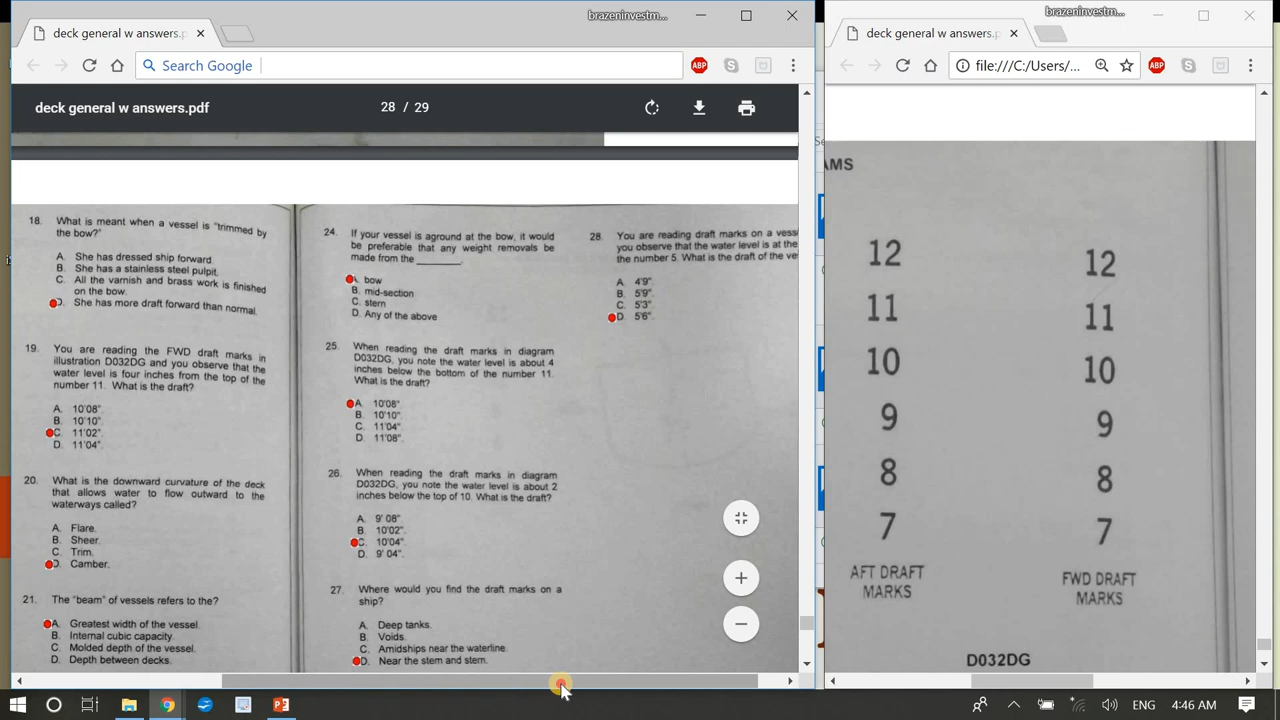 brazeninvestm...
deck general w answers.p
Search Google
ABP
deck general w answers.pdf
28 / 29
18. What is meant when a vessel is "trimmed by
the bow?"
A. She has dressed ship forward.
B. She has a stainless steel pulpit.
C. All the varnish and brass work is finished
on the bow.
D. She has more draft forward than normal.
19. You are reading the FWD draft marks in
illustration D032DG and you observe that the
water level is four inches from the top of the
number 11. What is the draft?
A. 10'08".
B. 10'10".
C. 11'02".
D. 11'04".
20. What is the downward curvature of the deck
that allows water to flow outward to the
waterways called?
A. Flare.
B. Sheer.
C. Trim.
D. Camber.
21. The "beam" of vessels refers to the?
A. Greatest width of the vessel.
B. Internal cubic capacity.
C. Molded depth of the vessel.
D. Depth between decks.
24. If your vessel is aground at the bow, it would
be preferable that any weight removals be
made from the ________.
A. bow
B. mid-section
C. stern
D. Any of the above
25. When reading the draft marks in diagram
D032DG, you note the water level is about 4
inches below the bottom of the number 11.
What is the draft?
A. 10'08".
B. 10'10".
C. 11'04".
D. 11'08".
26. When reading the draft marks in diagram
D032DG, you note the water level is about 2
inches below the top of 10. What is the draft?
A. 9' 08"
B. 10'02".
C. 10'04".
D. 9' 04".
27. Where would you find the draft marks on a
ship?
A. Deep tanks.
B. Voids.
C. Amidships near the waterline.
D. Near the stem and stern.
28. You are reading draft marks on a vess
you observe that the water level is at the
the number 5. What is the draft of the ve
A. 4'9".
B. 5'9".
C. 5'3".
D. 5'6".
brazeninvestm...
deck general w answers.p
file:///C:/Users/...
ABP
AMS
12 12
11 11
10 10
9 9
8 8
7 7
AFT DRAFT
MARKS
FWD DRAFT
MARKS
D032DG
ENG
4:46 AM